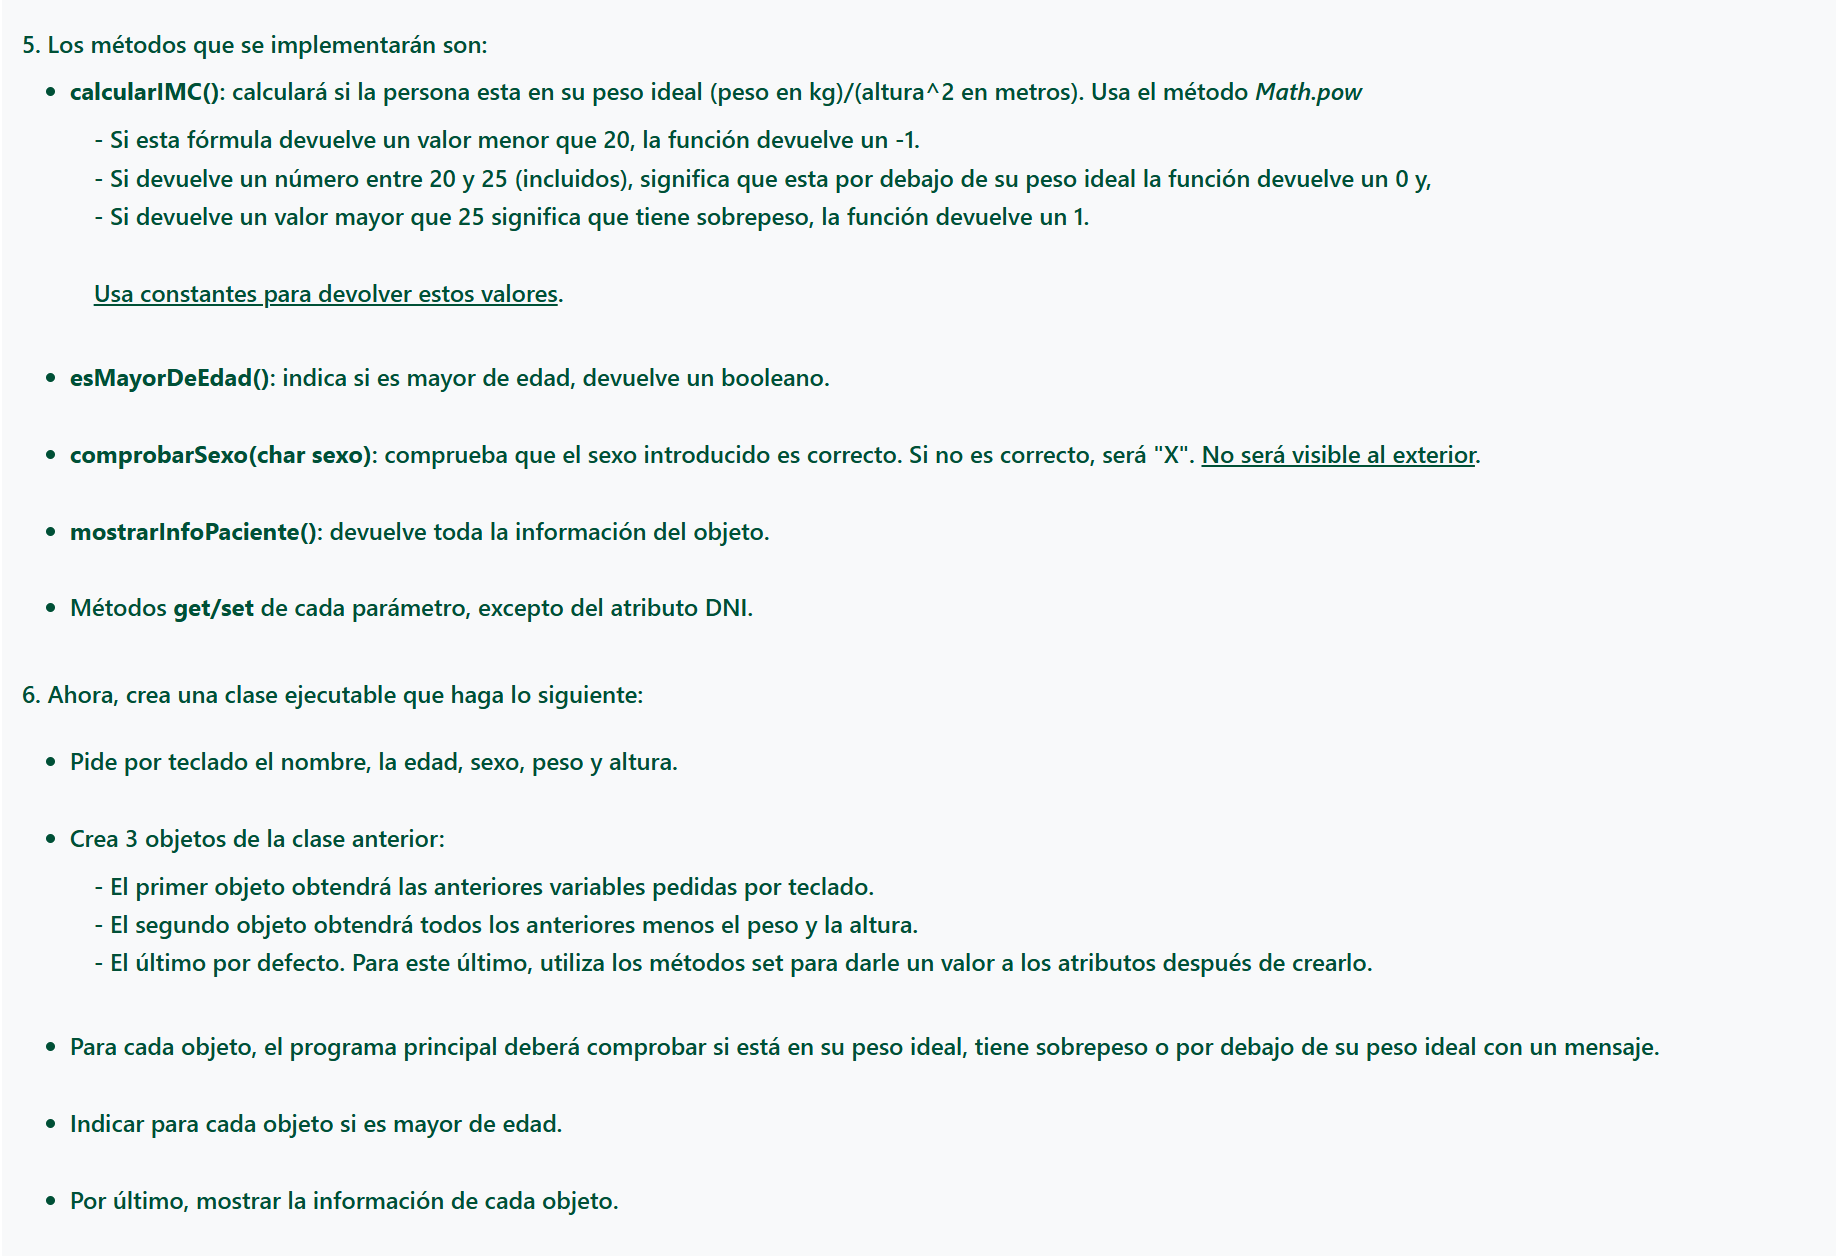 5. Los métodos que se implementarán son:
• calcularIMC(): calculará si la persona esta en su peso ideal (peso en kg)/(altura^2 en metros). Usa el método Math.pow
- Si esta fórmula devuelve un valor menor que 20, la función devuelve un -1.
- Si devuelve un número entre 20 y 25 (incluidos), significa que esta por debajo de su peso ideal la función devuelve un 0 y,
- Si devuelve un valor mayor que 25 significa que tiene sobrepeso, la función devuelve un 1.
Usa constantes para devolver estos valores.
• esMayorDeEdad(): indica si es mayor de edad, devuelve un booleano.
• comprobarSexo(char sexo): comprueba que el sexo introducido es correcto. Si no es correcto, será "X". No será visible al exterior.
• mostrarInfoPaciente(): devuelve toda la información del objeto.
• Métodos get/set de cada parámetro, excepto del atributo DNI.
6. Ahora, crea una clase ejecutable que haga lo siguiente:
• Pide por teclado el nombre, la edad, sexo, peso y altura.
• Crea 3 objetos de la clase anterior:
- El primer objeto obtendrá las anteriores variables pedidas por teclado.
- El segundo objeto obtendrá todos los anteriores menos el peso y la altura.
- El último por defecto. Para este último, utiliza los métodos set para darle un valor a los atributos después de crearlo.
• Para cada objeto, el programa principal deberá comprobar si está en su peso ideal, tiene sobrepeso o por debajo de su peso ideal con un mensaje.
• Indicar para cada objeto si es mayor de edad.
• Por último, mostrar la información de cada objeto.